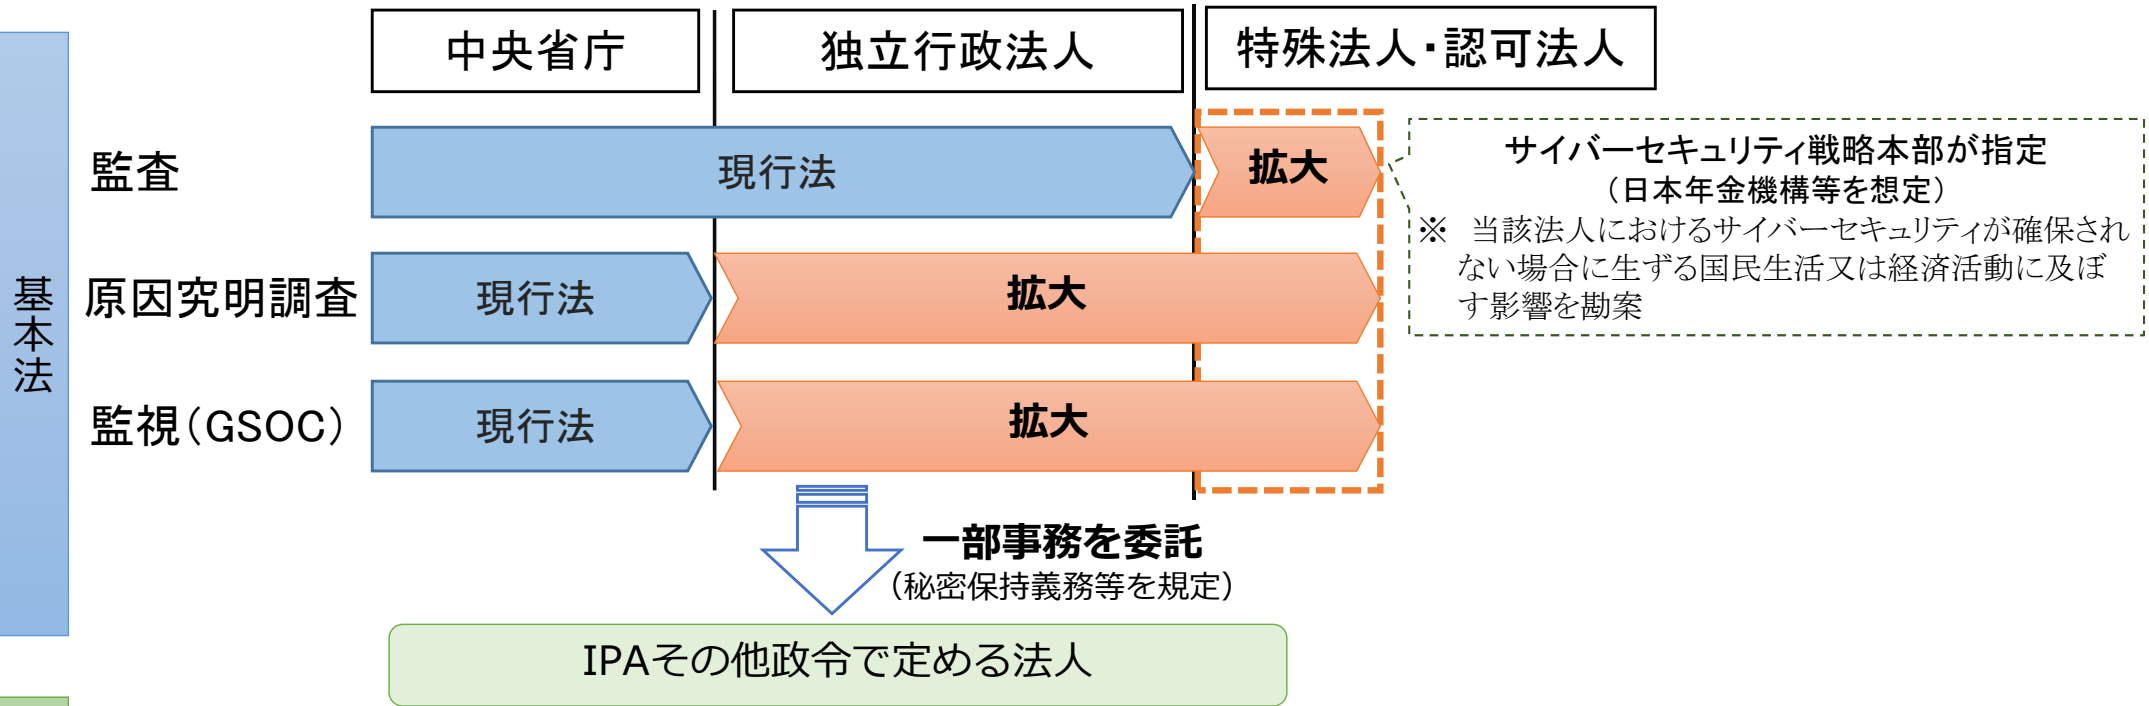 中央省庁
独立行政法人
特殊法人・認可法人
基本法
監査
現行法
拡大
サイバーセキュリティ戦略本部が指定
（日本年金機構等を想定）
※　当該法人におけるサイバーセキュリティが確保され
ない場合に生ずる国民生活又は経済活動に及ぼ
す影響を勘案
原因究明調査
現行法
拡大
監視（GSOC）
現行法
拡大
一部事務を委託
（秘密保持義務等を規定）
IPAその他政令で定める法人